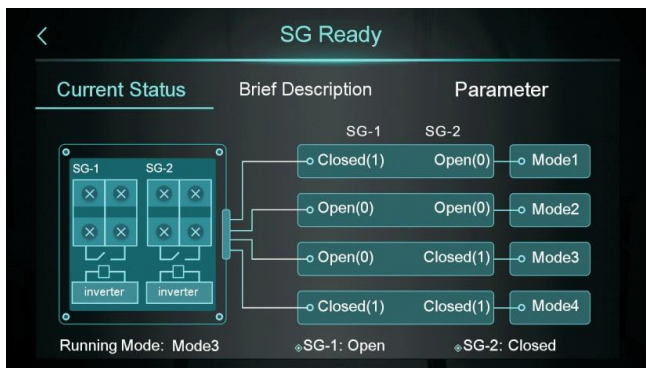 SG Ready
Current Status Brief Description Parameter
SG-1 SG-2
SG-1 SG-2
Closed(1) Open(0) Mode1
Open(0) Open(0) Mode2
Open(0) Closed(1) Mode3
inverter inverter
Closed(1) Closed(1) Mode4
Running Mode: Mode3 SG-1: Open SG-2: Closed